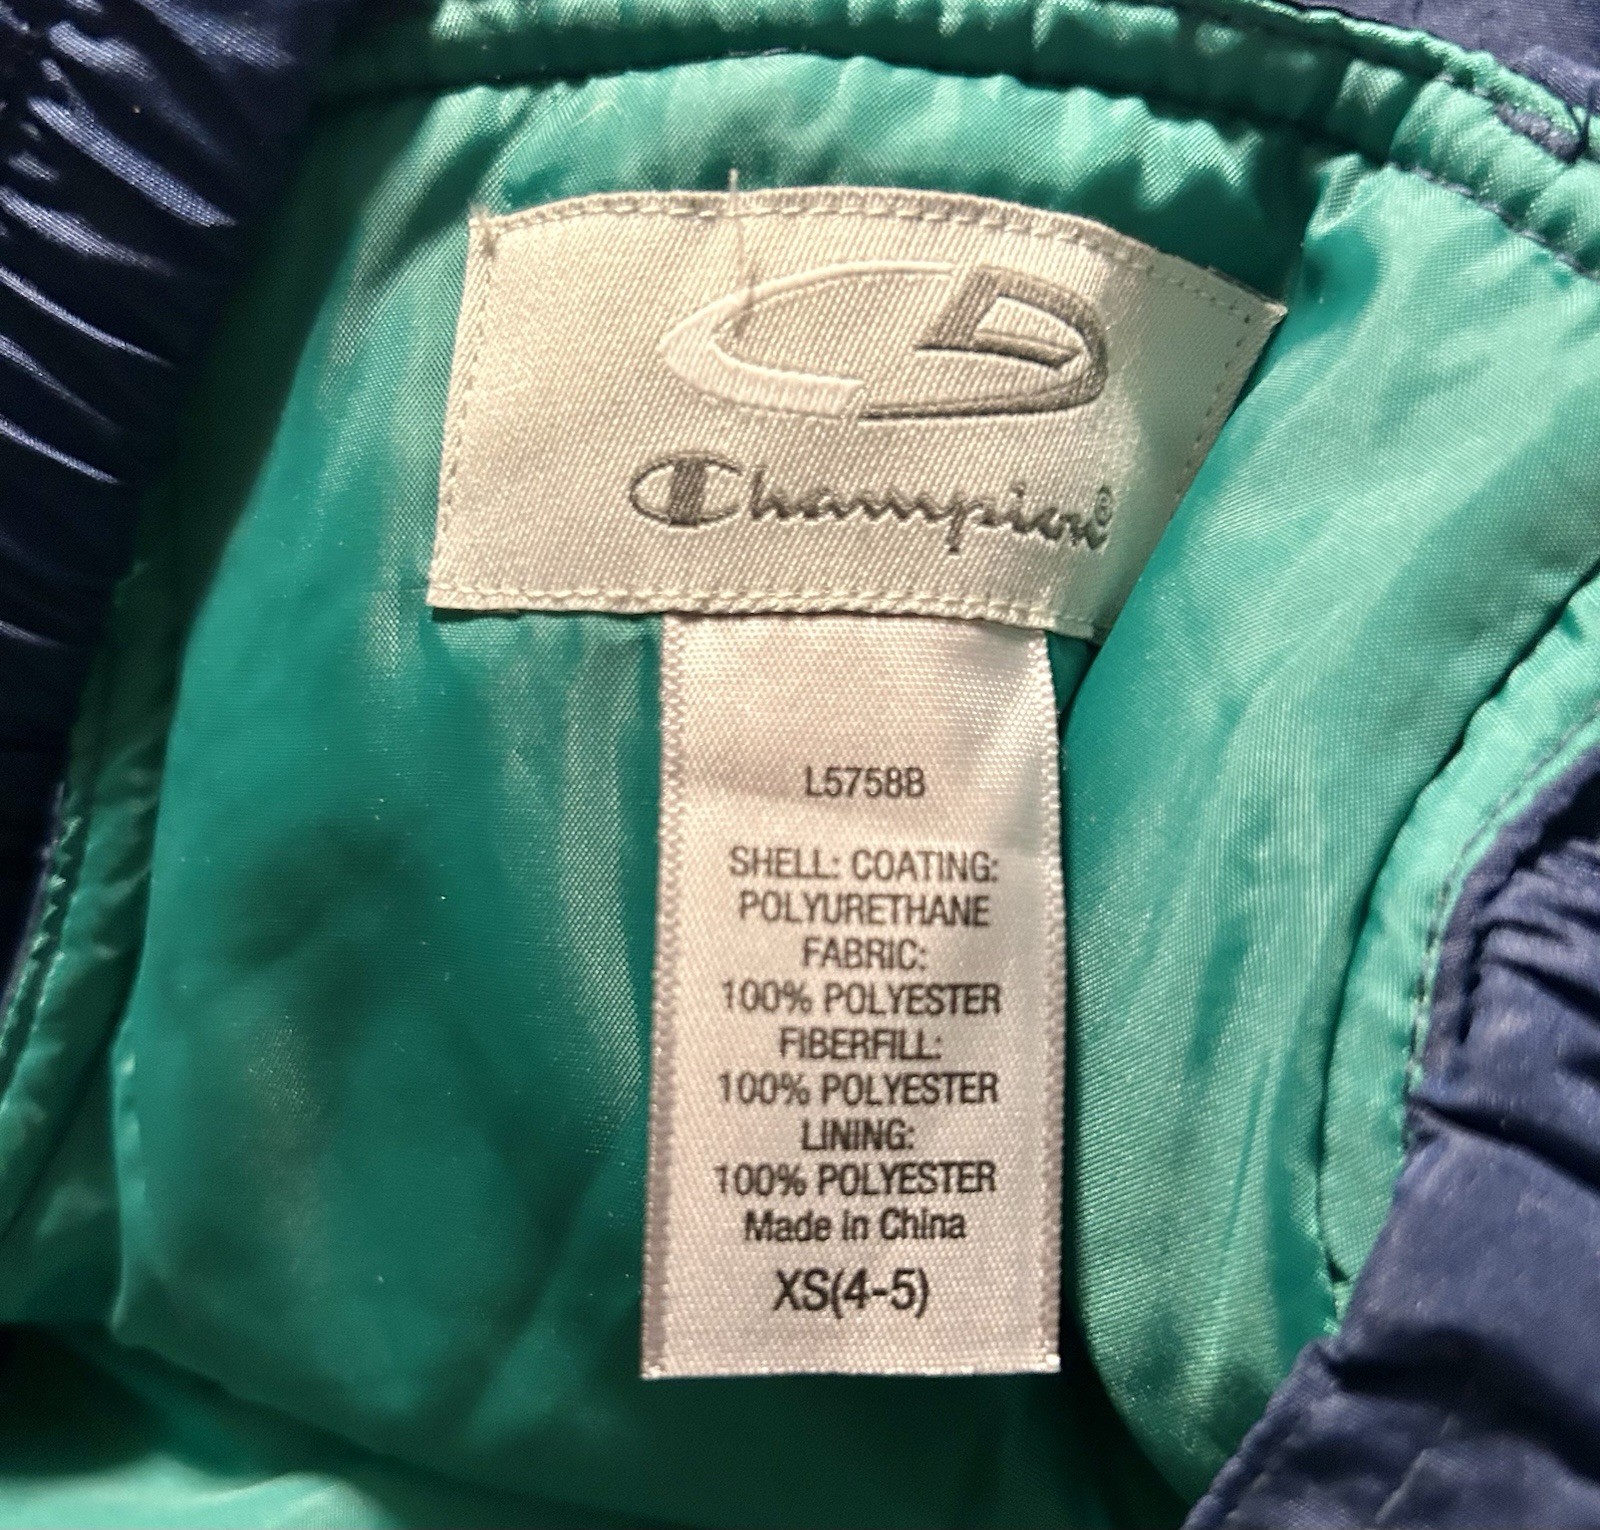 Champion®
L5758B
SHELL: COATING:
POLYURETHANE
FABRIC:
100% POLYESTER
FIBERFILL:
100% POLYESTER
LINING:
100% POLYESTER
Made in China
XS(4-5)